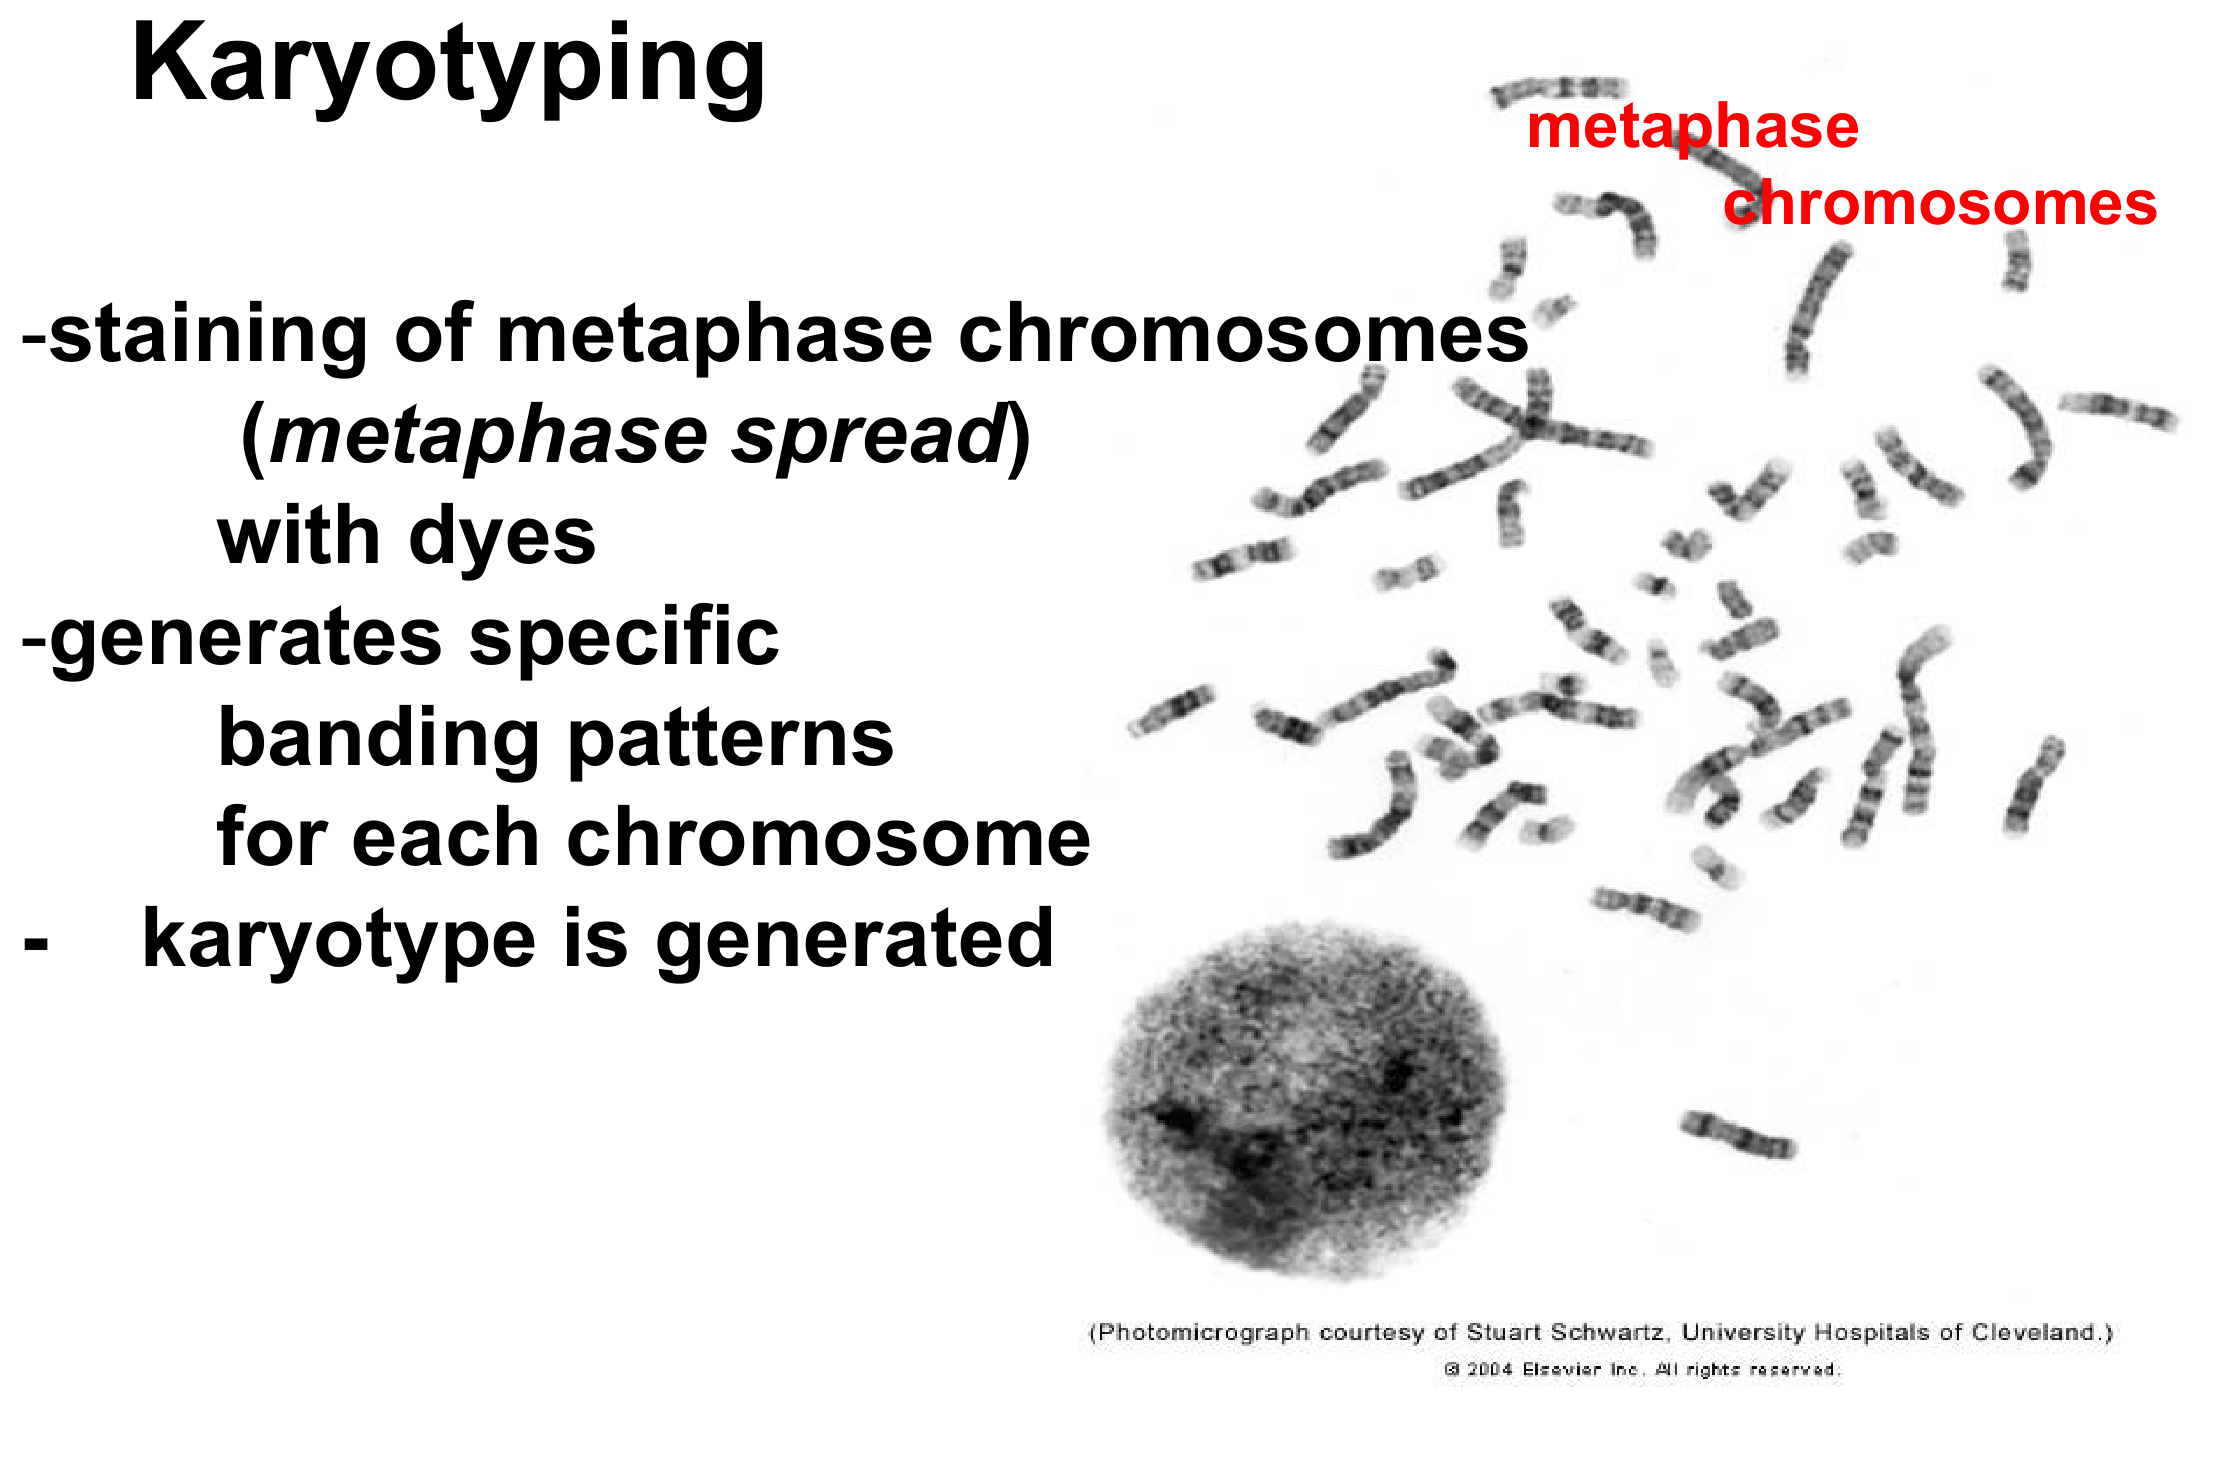 Karyotyping
metaphase
chromosomes
-staining of metaphase chromosomes
(metaphase spread)
with dyes
-generates specific
banding patterns
for each chromosome
- karyotype is generated
(Photomicrograph courtesy of Stuart Schwartz, University Hospitals of Cleveland.)
© 2004 Elsevier Inc. All rights reserved.